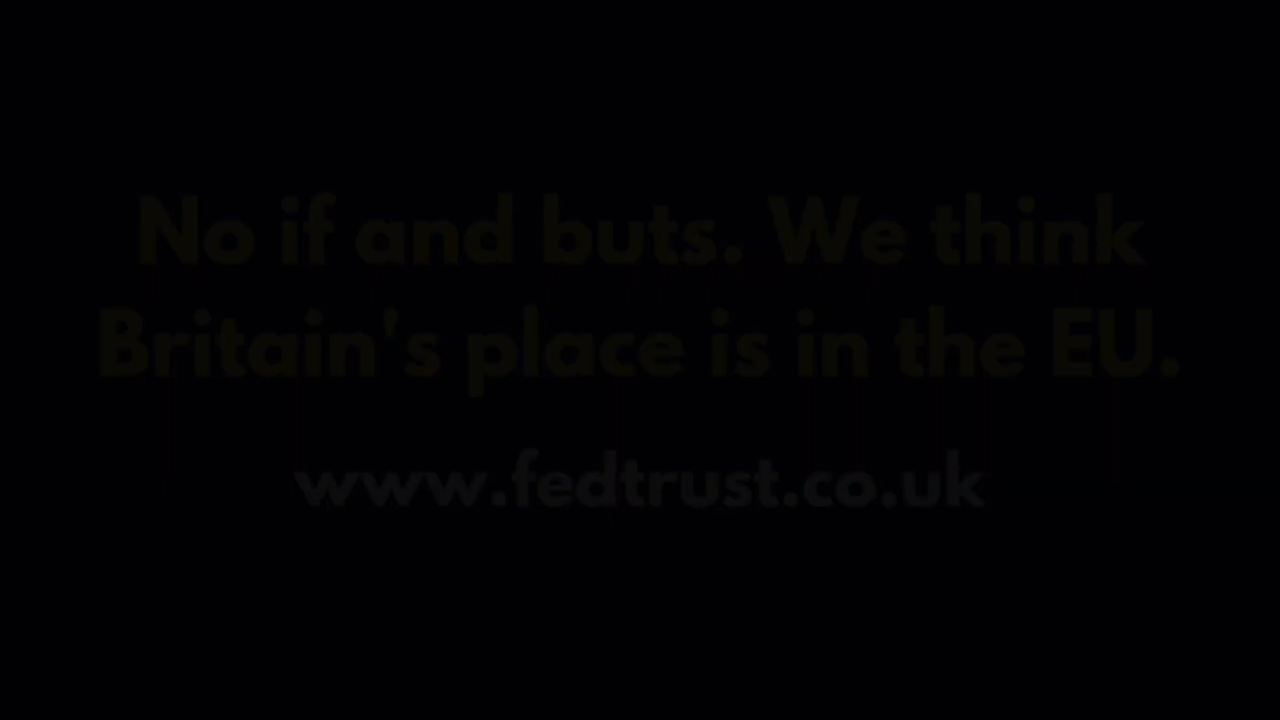 No if and buts. We think
Britain's place is in the EU.
www.fedtrust.co.uk